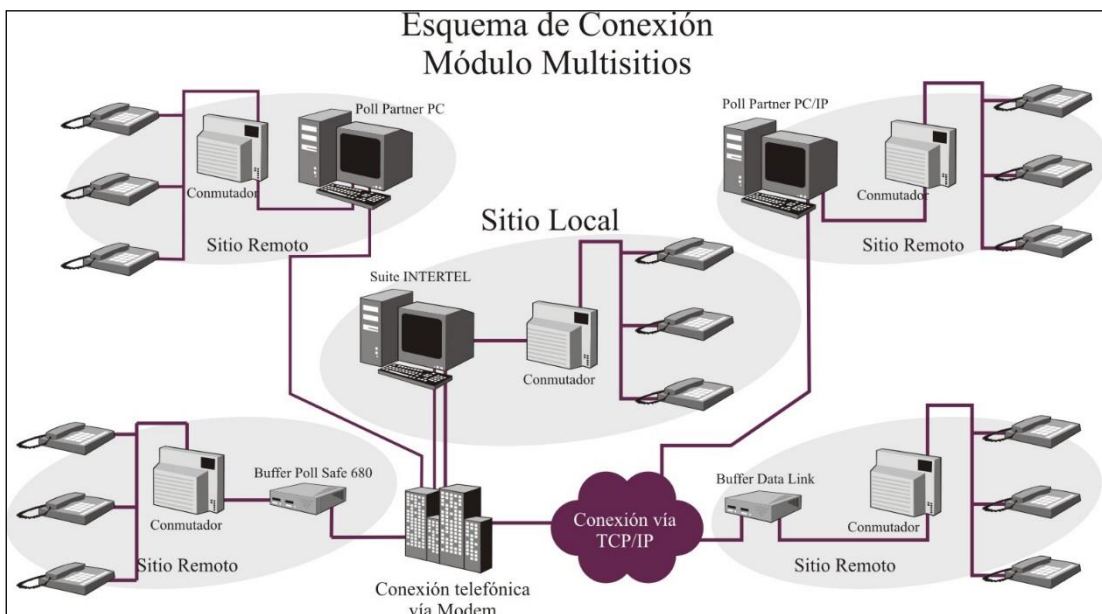 Esquema de Conexión
Módulo Multisitios
Poll Partner PC
Conmutador
Sitio Remoto
Poll Partner PC/IP
Conmutador
Sitio Remoto
Sitio Local
Suite INTERTEL
Conmutador
Buffer Poll Safe 680
Conmutador
Sitio Remoto
Conexión telefónica
vía Modem
Conexión vía
TCP/IP
Buffer Data Link
Conmutador
Sitio Remoto